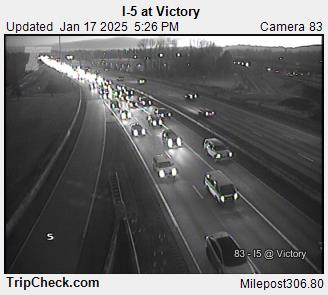 I-5 at Victory
Updated Jan 17 2025 5:26 PM Camera 83
S
83 - I5 @ Victory
TripCheck.com Milepost306.80